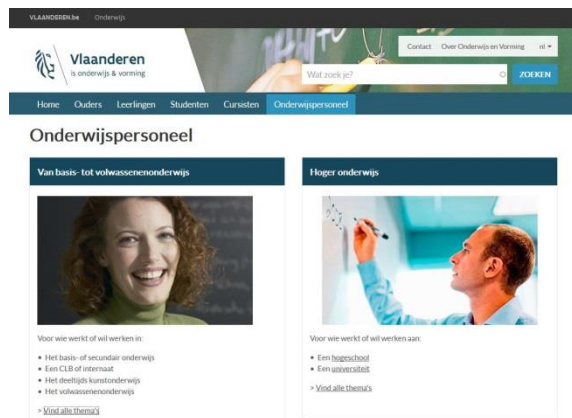 VLAANDEREN.be Onderwijs
Vlaanderen
is onderwijs & vorming
Contact Over Onderwijs en Vorming nl
Wat zoek je?
ZOEKEN
Home Ouders Leerlingen Studenten Cursisten Onderwijspersoneel
Onderwijspersoneel
Van basis- tot volwassenenonderwijs
Voor wie werkt of wil werken in:
• Het basis- of secundair onderwijs
• Een CLB of internaat
• Het deeltijds kunstonderwijs
• Het volwassenenonderwijs
> Vind alle thema's
Hoger onderwijs
Voor wie werkt of wil werken aan:
• Een hogeschool
• Een universiteit
> Vind alle thema's